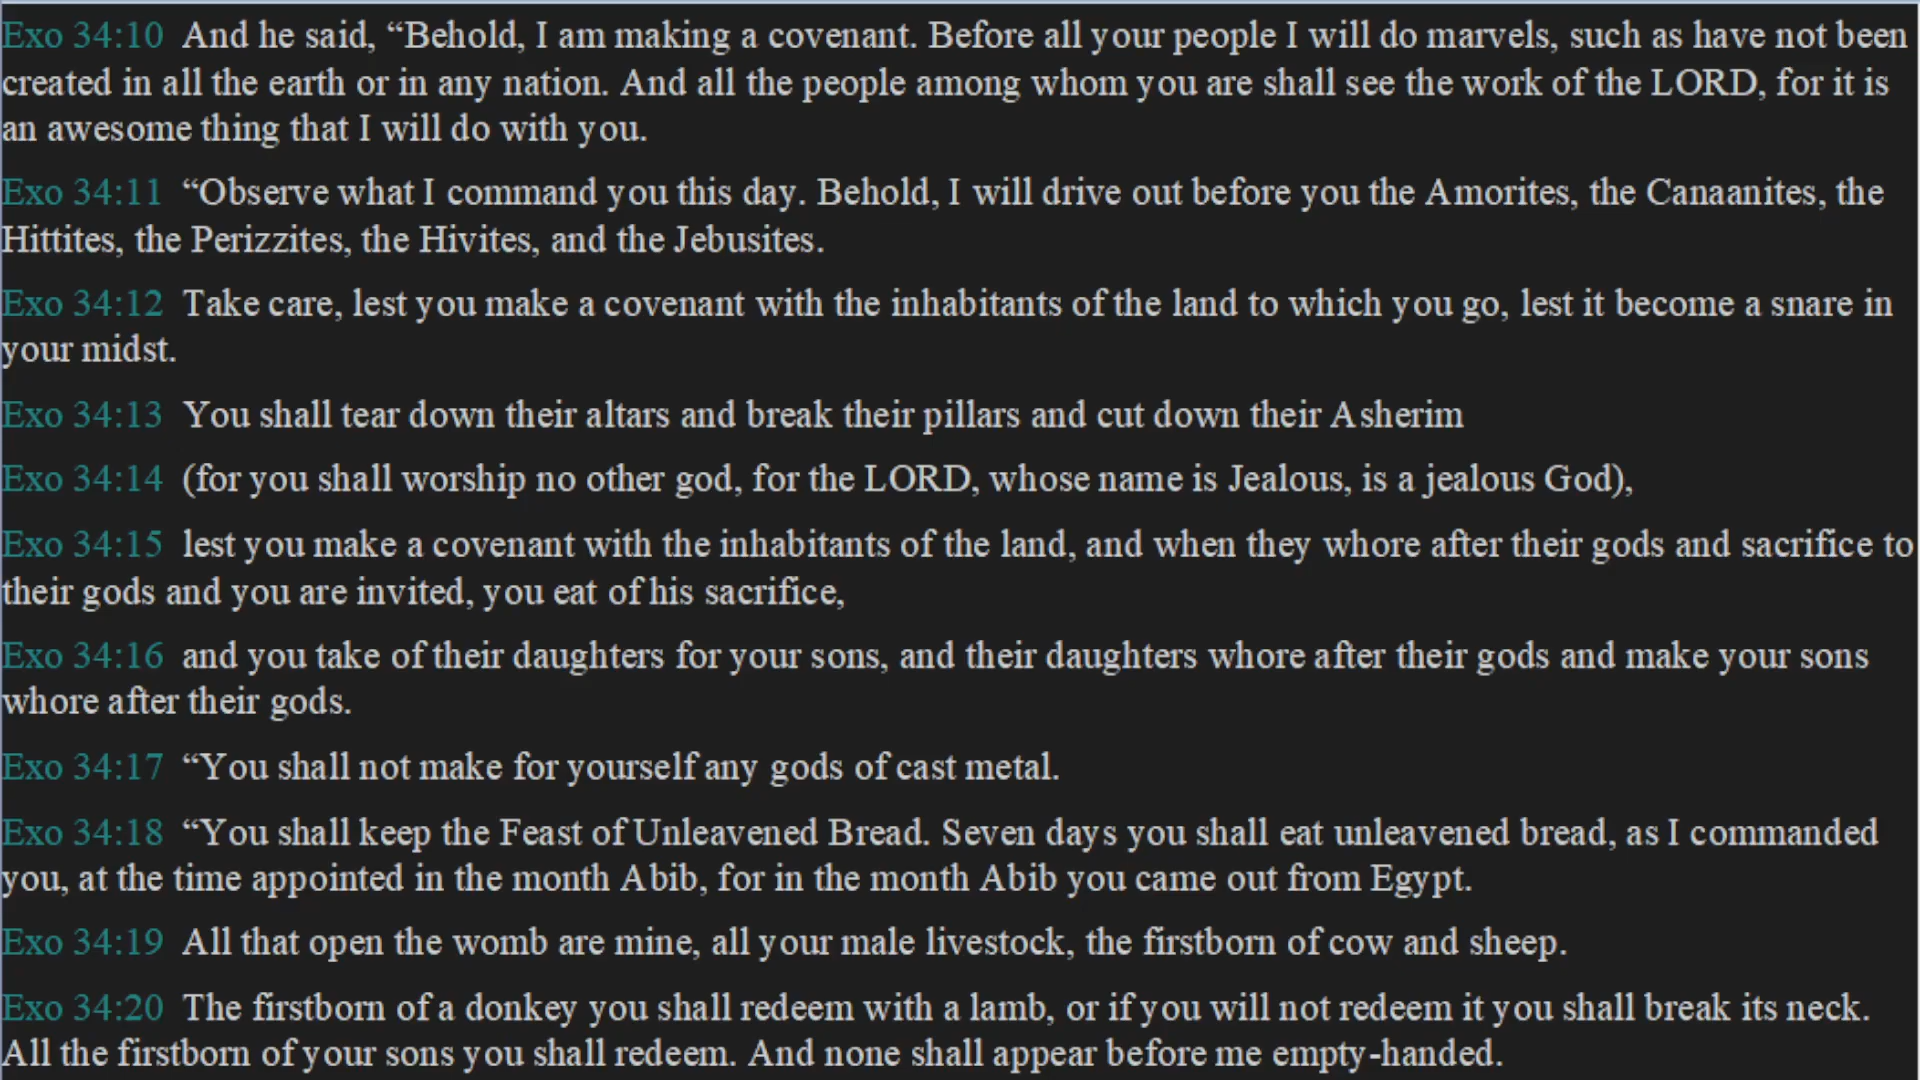 Exo 34:10 And he said, “Behold, I am making a covenant. Before all your people I will do marvels, such as have not been
created in all the earth or in any nation. And all the people among whom you are shall see the work of the LORD, for it is
an awesome thing that I will do with you.
Exo 34:11 “Observe what I command you this day. Behold, I will drive out before you the Amorites, the Canaanites, the
Hittites, the Perizzites, the Hivites, and the Jebusites.
Exo 34:12 Take care, lest you make a covenant with the inhabitants of the land to which you go, lest it become a snare in
your midst.
Exo 34:13 You shall tear down their altars and break their pillars and cut down their Asherim
Exo 34:14 (for you shall worship no other god, for the LORD, whose name is Jealous, is a jealous God),
Exo 34:15 lest you make a covenant with the inhabitants of the land, and when they whore after their gods and sacrifice to
their gods and you are invited, you eat of his sacrifice,
Exo 34:16 and you take of their daughters for your sons, and their daughters whore after their gods and make your sons
whore after their gods.
Exo 34:17 “You shall not make for yourself any gods of cast metal.
Exo 34:18 “You shall keep the Feast of Unleavened Bread. Seven days you shall eat unleavened bread, as I commanded
you, at the time appointed in the month Abib, for in the month Abib you came out from Egypt.
Exo 34:19 All that open the womb are mine, all your male livestock, the firstborn of cow and sheep.
Exo 34:20 The firstborn of a donkey you shall redeem with a lamb, or if you will not redeem it you shall break its neck.
All the firstborn of your sons you shall redeem. And none shall appear before me empty-handed.